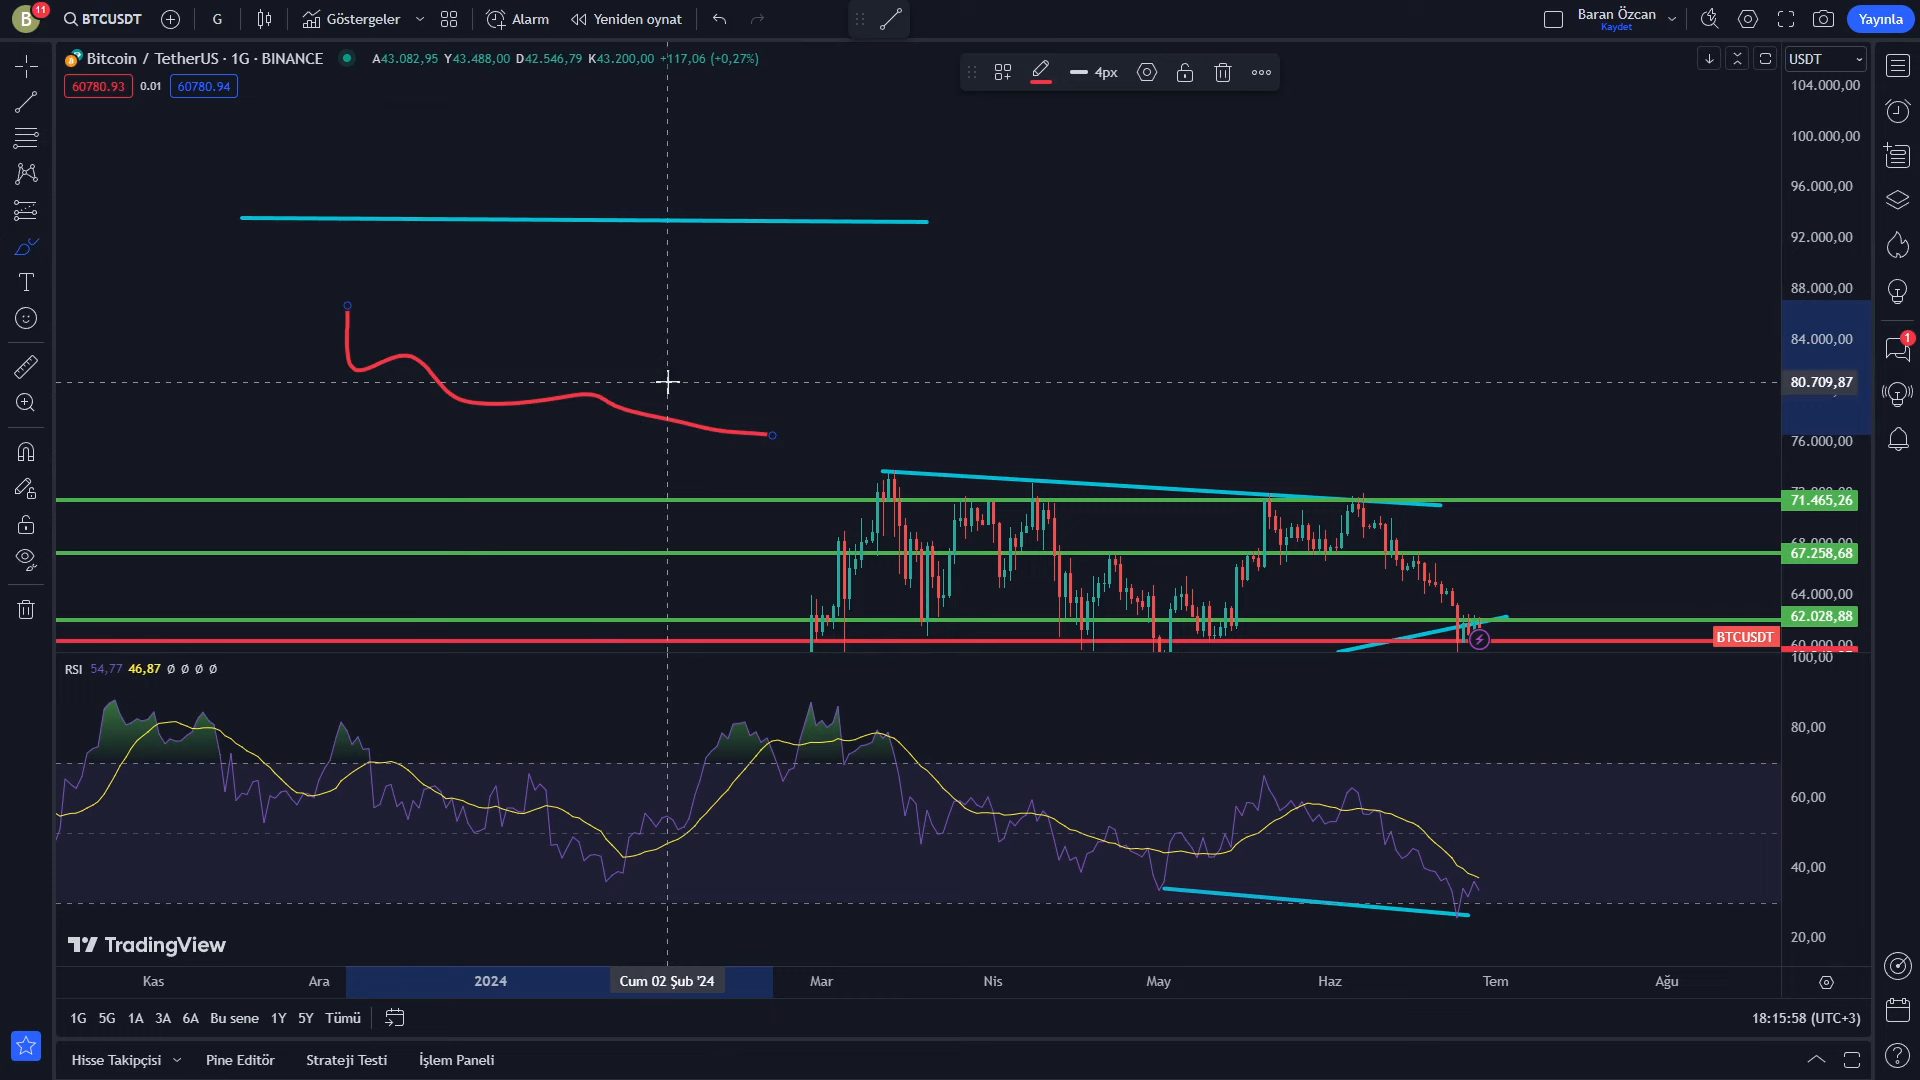 B 11 BTCUSDT G Göstergeler Alarm Yeniden oynat Baran Özcan Kaydet Yayınla
Bitcoin / TetherUS · 1G · BINANCE A43.082,95 Y43.488,00 D42.546,79 K43.200,00 +117,06 (+0,27%)
4px
USDT
60780.93 0.01 60780.94
104.000,00
100.000,00
96.000,00
92.000,00
88.000,00
84.000,00
80.709,87
76.000,00
71.465,26
68.000,00
67.258,68
64.000,00
62.028,88
BTCUSDT
1
RSI 54,77 46,87 Ø Ø Ø Ø
100,00
80,00
60,00
40,00
20,00
TradingView
Kas Ara 2024 Cum 02 Şub '24 Mar Nis May Haz Tem Ağu
1G 5G 1A 3A 6A Bu sene 1Y 5Y Tümü 18:15:58 (UTC+3)
Hisse Takipçisi Pine Editör Strateji Testi İşlem Paneli